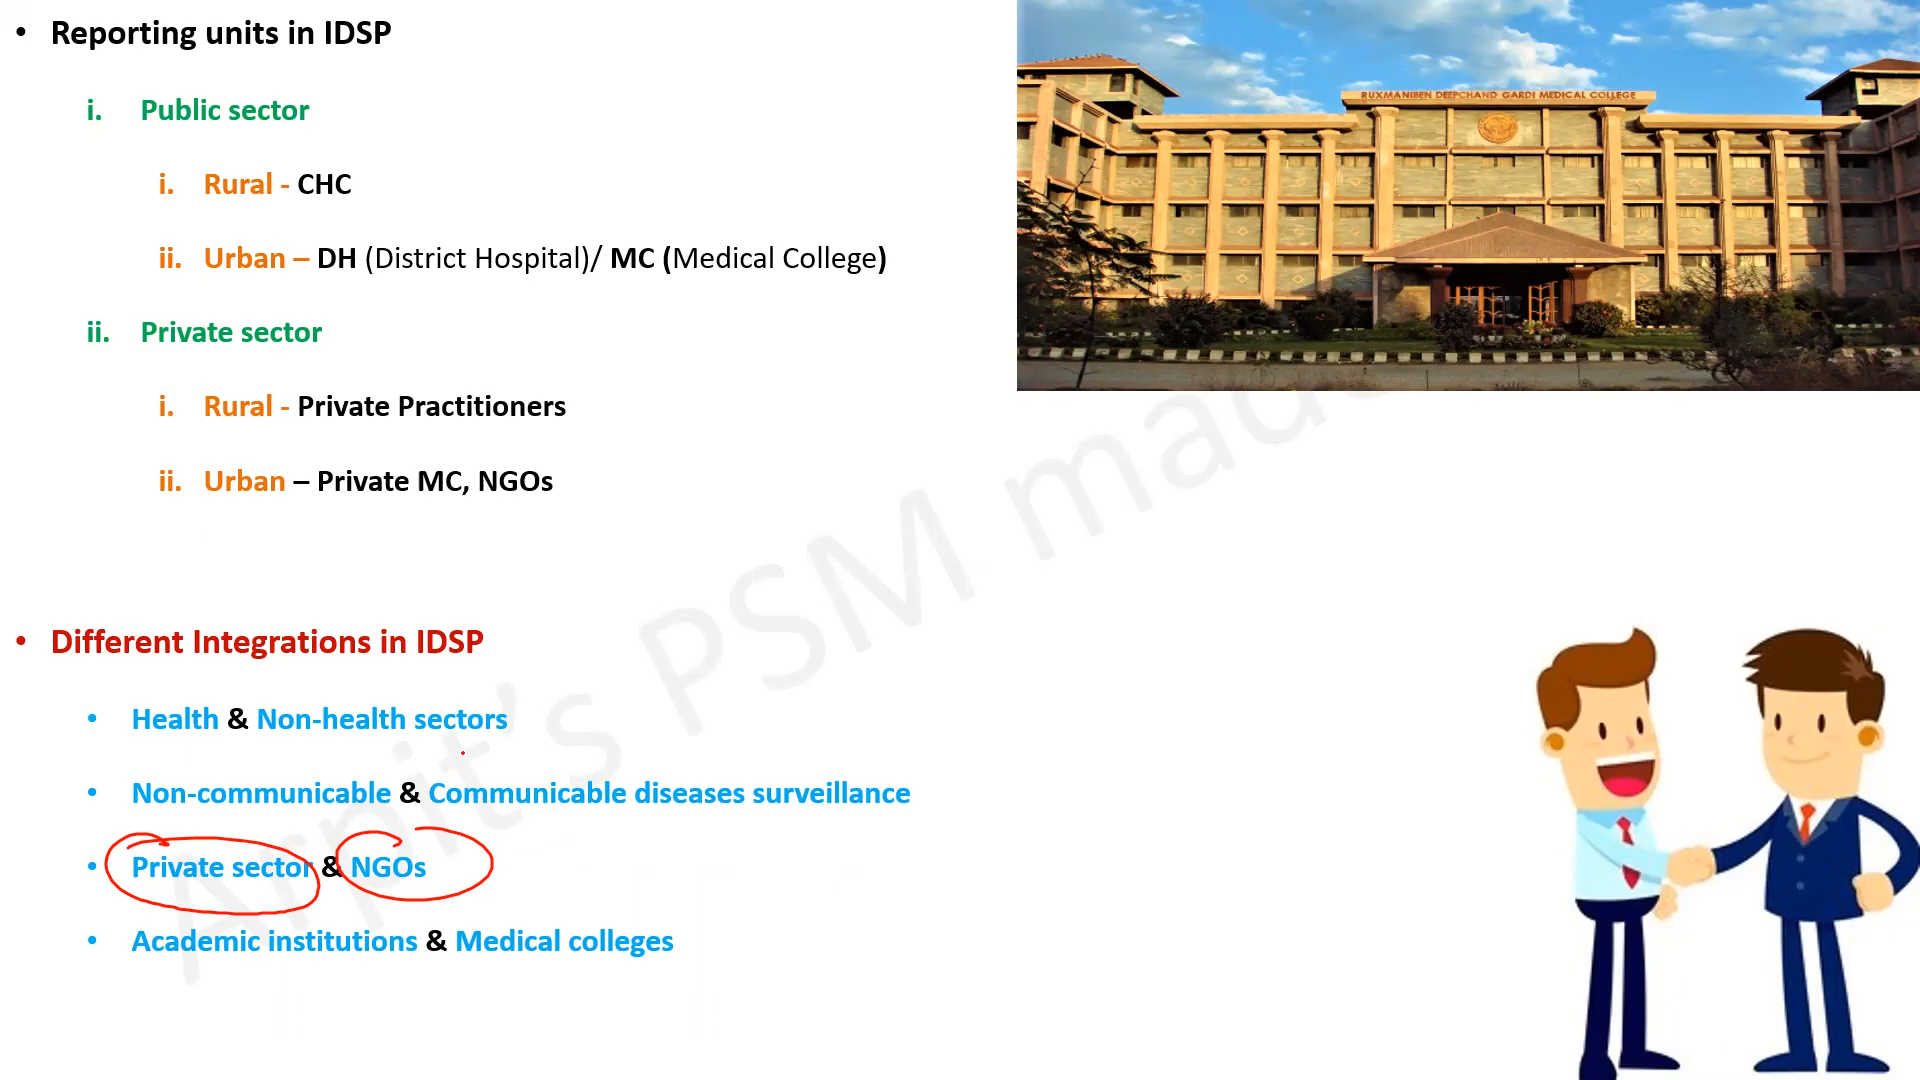 • Reporting units in IDSP
i. Public sector
i. Rural - CHC
ii. Urban – DH (District Hospital)/ MC (Medical College)
ii. Private sector
i. Rural - Private Practitioners
ii. Urban – Private MC, NGOs
RUXMANIBEN DEEPCHAND GARDI MEDICAL COLLEGE
• Different Integrations in IDSP
• Health & Non-health sectors
• Non-communicable & Communicable diseases surveillance
• Private sector & NGOs
• Academic institutions & Medical colleges
Arpit's PSM made